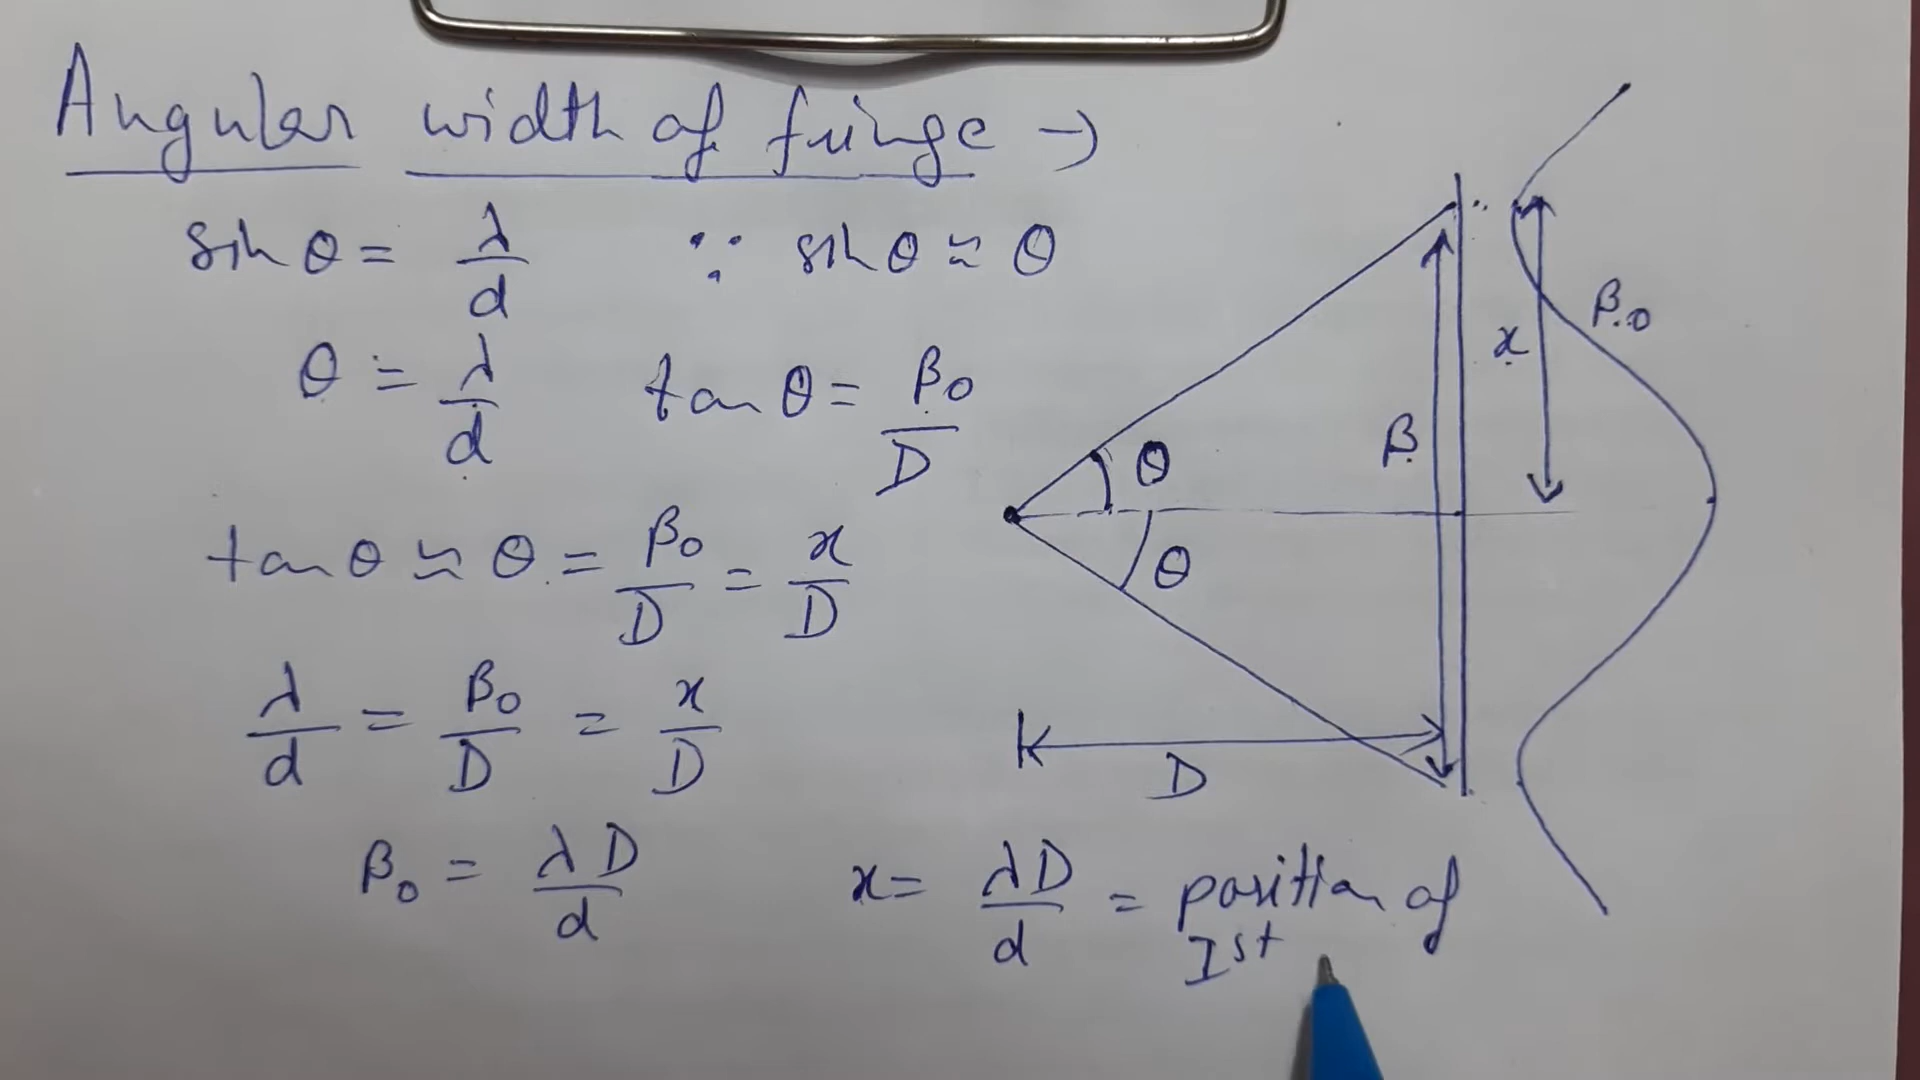 Angular width of fringe →
sin θ = λ/d ∵ sin θ ≈ θ
θ = λ/d tan θ = β₀/D
tan θ ≈ θ = β₀/D = x/D
λ/d = β₀/D = x/D
β₀ = λD/d x = λD/d = position of
Ist
θ
θ
β
x
β₀
D